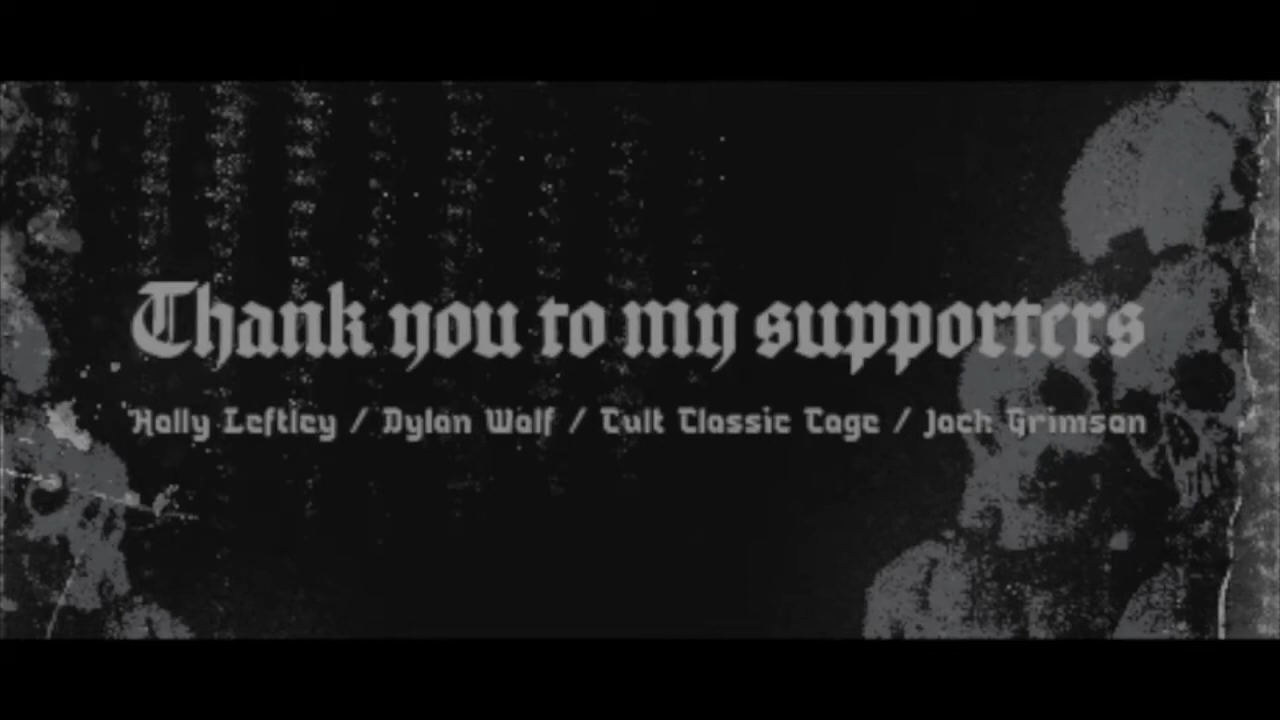 Thank you to my supporters
Holly Leftley / Dylan Wolf / Cult Classic Cage / Jack Grimson